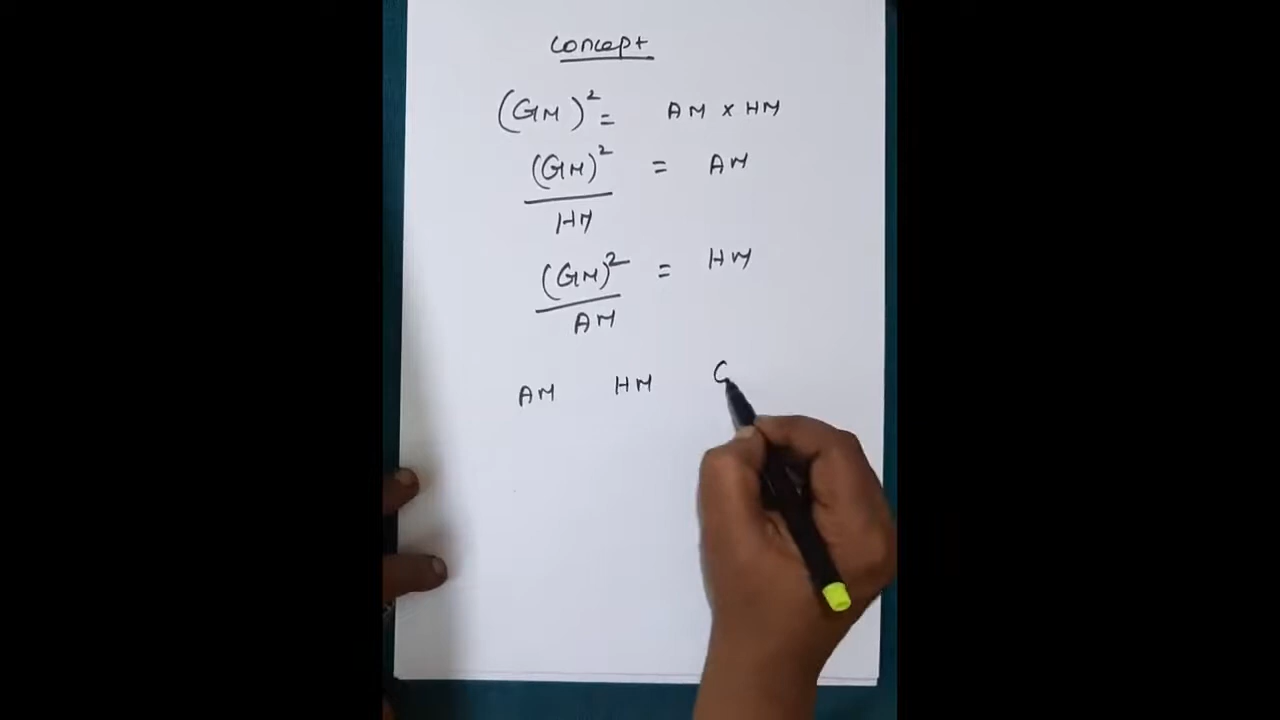 Concept
(GM)² = AM × HM
(GM)² / HM = AM
(GM)² / AM = HM
AM HM G